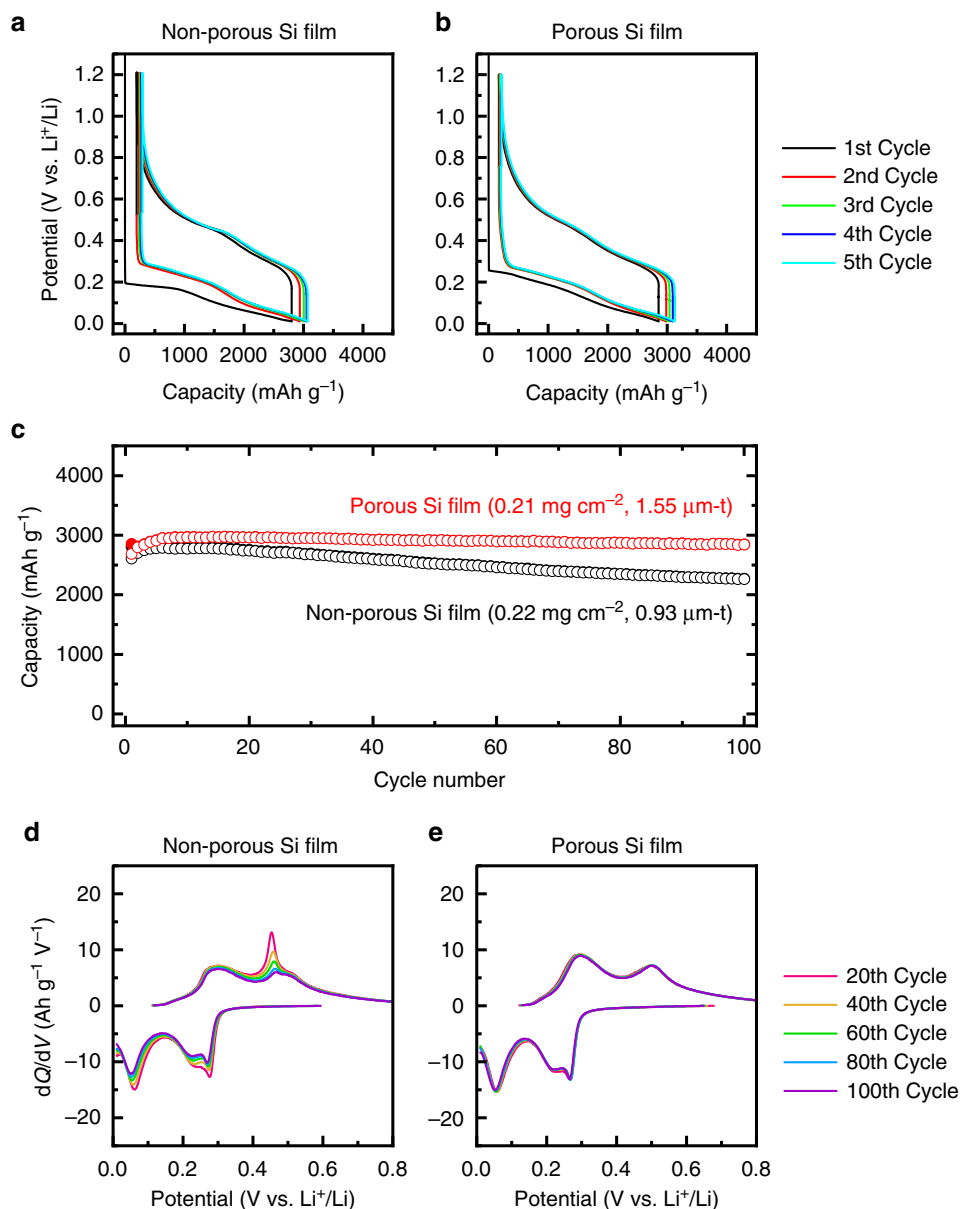 a
Non-porous Si film
b
Porous Si film
1.2
1.0
0.8
0.6
0.4
0.2
0.0
Potential (V vs. Li⁺/Li)
0 1000 2000 3000 4000
Capacity (mAh g⁻¹)
1.2
1.0
0.8
0.6
0.4
0.2
0.0
0 1000 2000 3000 4000
Capacity (mAh g⁻¹)
1st Cycle
2nd Cycle
3rd Cycle
4th Cycle
5th Cycle
c
4000
3000
2000
1000
0
Capacity (mAh g⁻¹)
Porous Si film (0.21 mg cm⁻², 1.55 μm-t)
Non-porous Si film (0.22 mg cm⁻², 0.93 μm-t)
0 20 40 60 80 100
Cycle number
d
Non-porous Si film
e
Porous Si film
20
10
0
−10
−20
dQ/dV (Ah g⁻¹ V⁻¹)
0.0 0.2 0.4 0.6 0.8
Potential (V vs. Li⁺/Li)
20
10
0
−10
−20
0.0 0.2 0.4 0.6 0.8
Potential (V vs. Li⁺/Li)
20th Cycle
40th Cycle
60th Cycle
80th Cycle
100th Cycle